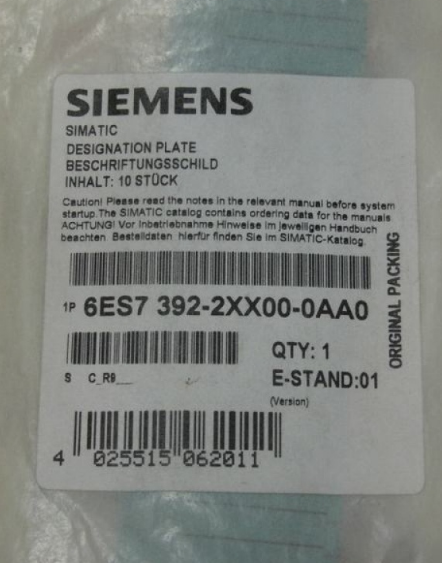 SIEMENS
SIMATIC
DESIGNATION PLATE
BESCHRIFTUNGSSCHILD
INHALT: 10 STÜCK
Caution! Please read the notes in the relevant manual before system
startup.The SIMATIC catalog contains ordering data for the manuals
ACHTUNG! Vor Inbetriebnahme Hinweise im jeweiligen Handbuch
beachten. Bestelldaten hierfür finden Sie im SIMATIC-Katalog.
ORIGINAL PACKING
1P 6ES7 392-2XX00-0AA0
QTY: 1
S C_R9___
E-STAND:01
(Version)
4 025515 062011